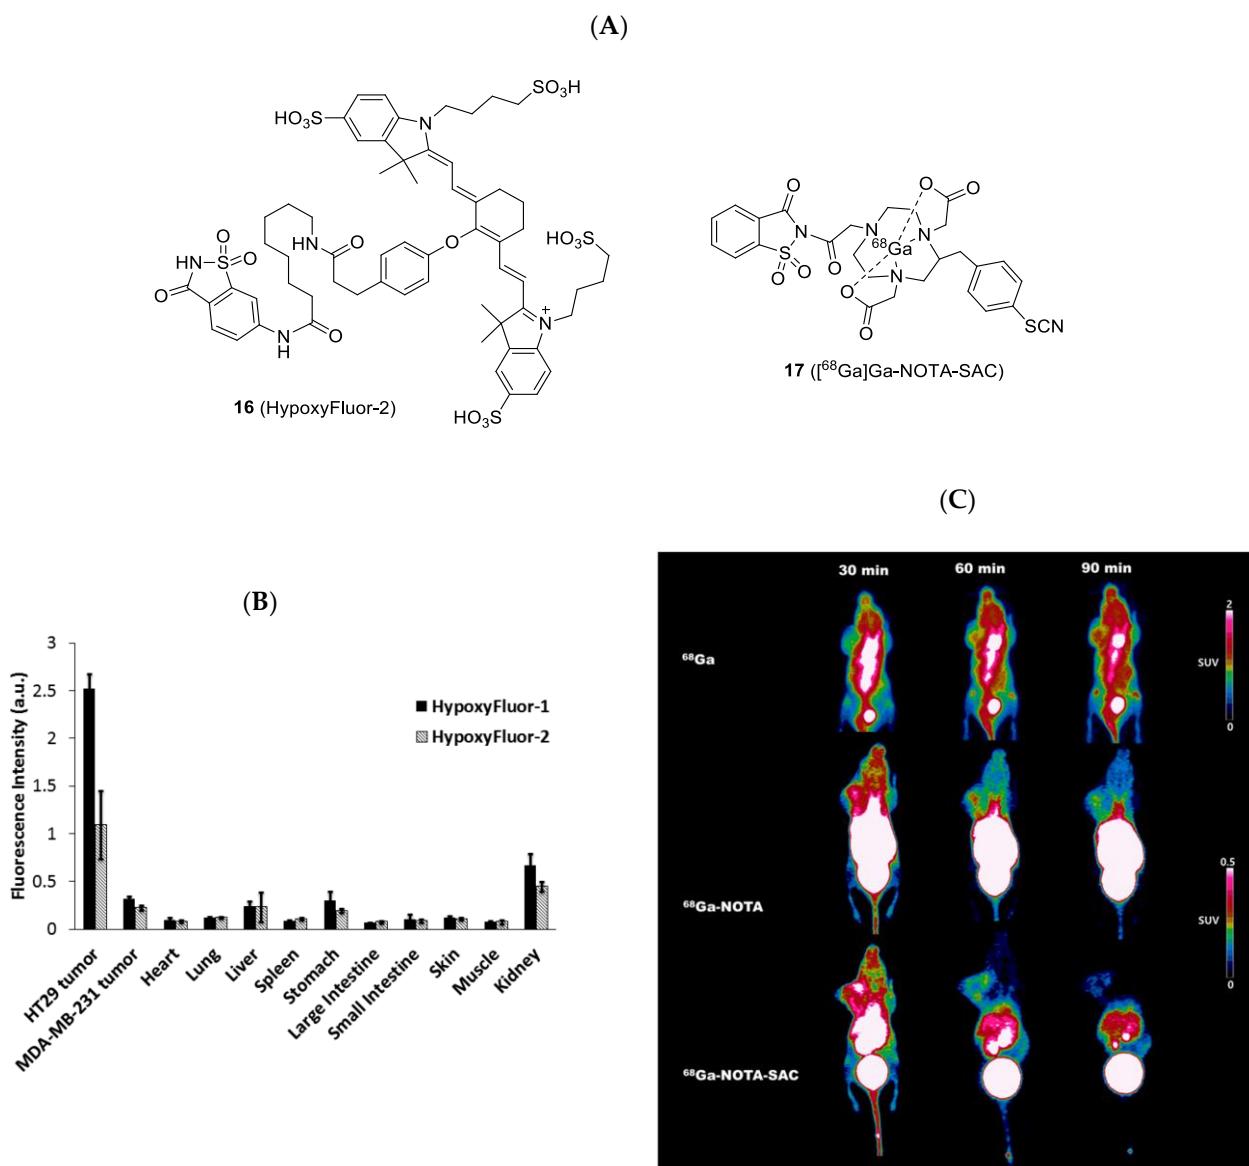 (A)
SO₃H
HO₃S
N
O
HO₃S
NH
O
O
O
S
HN
O
O
N
H
N
+
HO₃S
16 (HypoxyFluor-2)
O
O
O
N
N
N
⁶⁸Ga
S
O
O
O
N
O
O
SCN
17 ([⁶⁸Ga]Ga-NOTA-SAC)
(B)
3
2.5
2
1.5
1
0.5
0
Fluorescence Intensity (a.u.)
HypoxyFluor-1
HypoxyFluor-2
HT29 tumor
MDA-MB-231 tumor
Heart
Lung
Liver
Spleen
Stomach
Large Intestine
Small Intestine
Skin
Muscle
Kidney
(C)
30 min
60 min
90 min
⁶⁸Ga
2
SUV
0
⁶⁸Ga-NOTA
0.5
SUV
0
⁶⁸Ga-NOTA-SAC